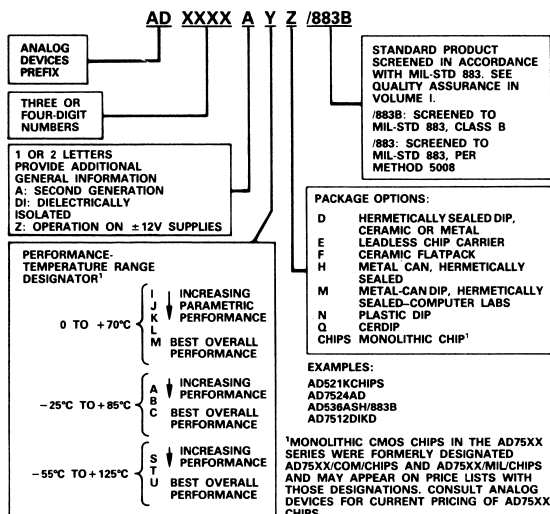 AD XXXX A Y Z /883B
ANALOG
DEVICES
PREFIX
THREE OR
FOUR-DIGIT
NUMBERS
1 OR 2 LETTERS
PROVIDE ADDITIONAL
GENERAL INFORMATION
A: SECOND GENERATION
DI: DIELECTRICALLY
ISOLATED
Z: OPERATION ON ±12V SUPPLIES
PERFORMANCE-
TEMPERATURE RANGE
DESIGNATOR¹
0 TO +70°C
I
J
K
L
M
INCREASING
PARAMETRIC
PERFORMANCE
BEST OVERALL
PERFORMANCE
−25°C TO +85°C
A
B
C
INCREASING
PERFORMANCE
BEST OVERALL
PERFORMANCE
−55°C TO +125°C
S
T
U
INCREASING
PERFORMANCE
BEST OVERALL
PERFORMANCE
STANDARD PRODUCT
SCREENED IN ACCORDANCE
WITH MIL-STD 883. SEE
QUALITY ASSURANCE IN
VOLUME I.
/883B: SCREENED TO
MIL-STD 883, CLASS B
/883: SCREENED TO
MIL-STD 883, PER
METHOD 5008
PACKAGE OPTIONS:
D HERMETICALLY SEALED DIP,
CERAMIC OR METAL
E LEADLESS CHIP CARRIER
F CERAMIC FLATPACK
H METAL CAN, HERMETICALLY
SEALED
M METAL-CAN DIP, HERMETICALLY
SEALED–COMPUTER LABS
N PLASTIC DIP
Q CERDIP
CHIPS MONOLITHIC CHIP¹
EXAMPLES:
AD521KCHIPS
AD7524AD
AD536ASH/883B
AD7512DIKD
¹MONOLITHIC CMOS CHIPS IN THE AD75XX
SERIES WERE FORMERLY DESIGNATED
AD75XX/COM/CHIPS AND AD75XX/MIL/CHIPS
AND MAY APPEAR ON PRICE LISTS WITH
THOSE DESIGNATIONS. CONSULT ANALOG
DEVICES FOR CURRENT PRICING OF AD75XX
CHIPS